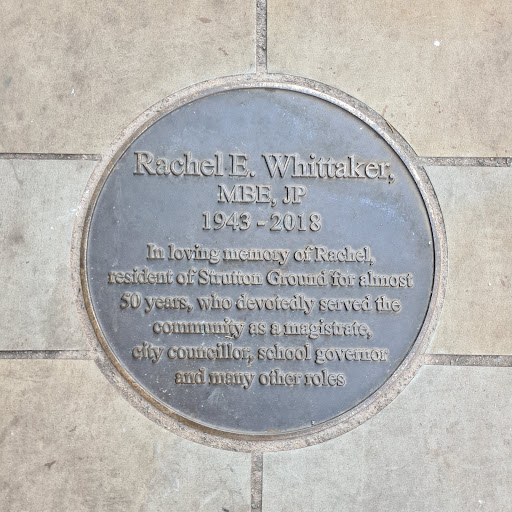 Rachel E. Whittaker,
MBE, JP
1943 - 2018
In loving memory of Rachel,
resident of Strutton Ground for almost
50 years, who devotedly served the
community as a magistrate,
city councillor, school governor
and many other roles